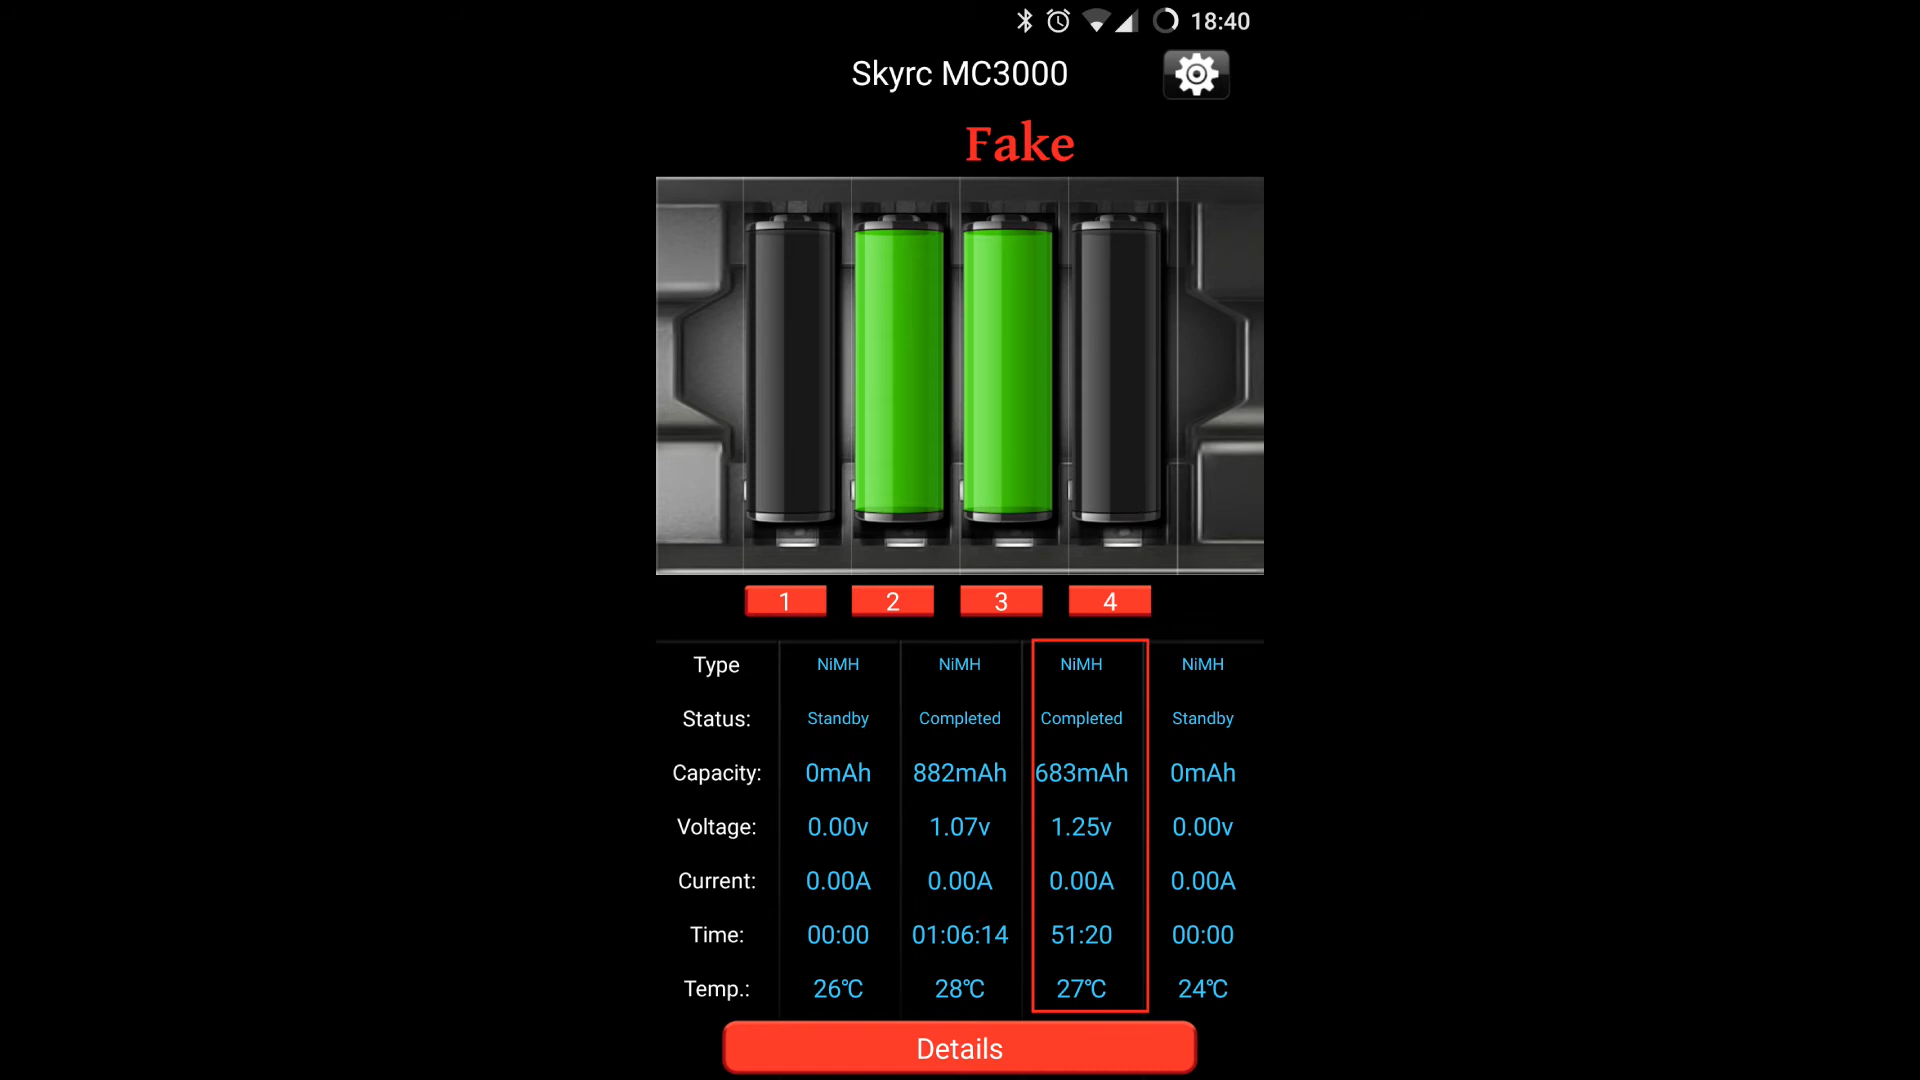 18:40
Skyrc MC3000
Fake
1 2 3 4
Type NiMH NiMH NiMH NiMH
Status: Standby Completed Completed Standby
Capacity: 0mAh 882mAh 683mAh 0mAh
Voltage: 0.00v 1.07v 1.25v 0.00v
Current: 0.00A 0.00A 0.00A 0.00A
Time: 00:00 01:06:14 51:20 00:00
Temp.: 26℃ 28℃ 27℃ 24℃
Details